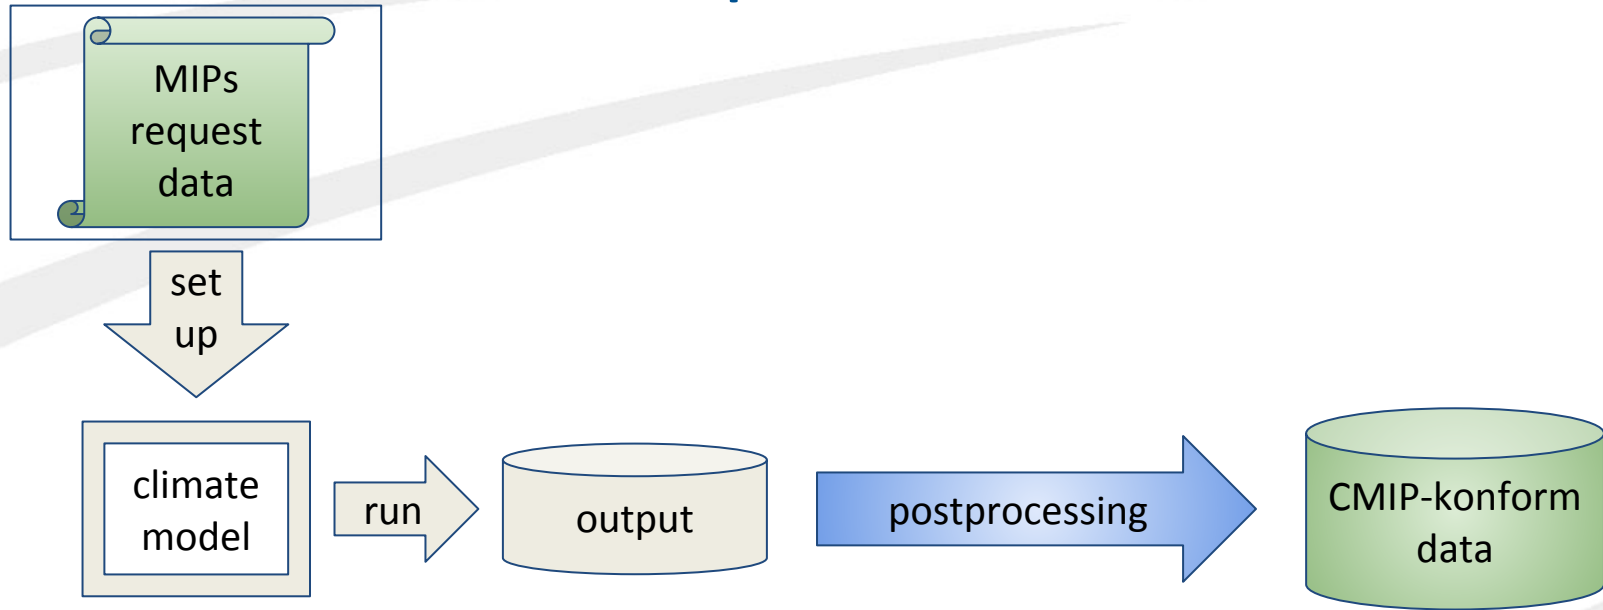 MIPs
request
data
set
up
climate
model
run
output
postprocessing
CMIP-konform
data